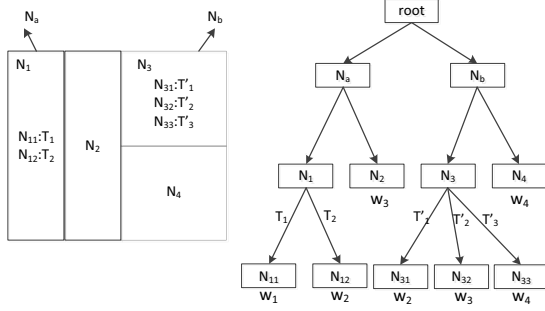 Nₐ
N_b
N₁
N₁₁:T₁
N₁₂:T₂
N₂
N₃
N₃₁:T'₁
N₃₂:T'₂
N₃₃:T'₃
N₄
root
Nₐ
N_b
N₁
N₂
N₃
N₄
w₃
w₄
T₁
T₂
T'₁
T'₂
T'₃
N₁₁
N₁₂
N₃₁
N₃₂
N₃₃
w₁
w₂
w₂
w₃
w₄